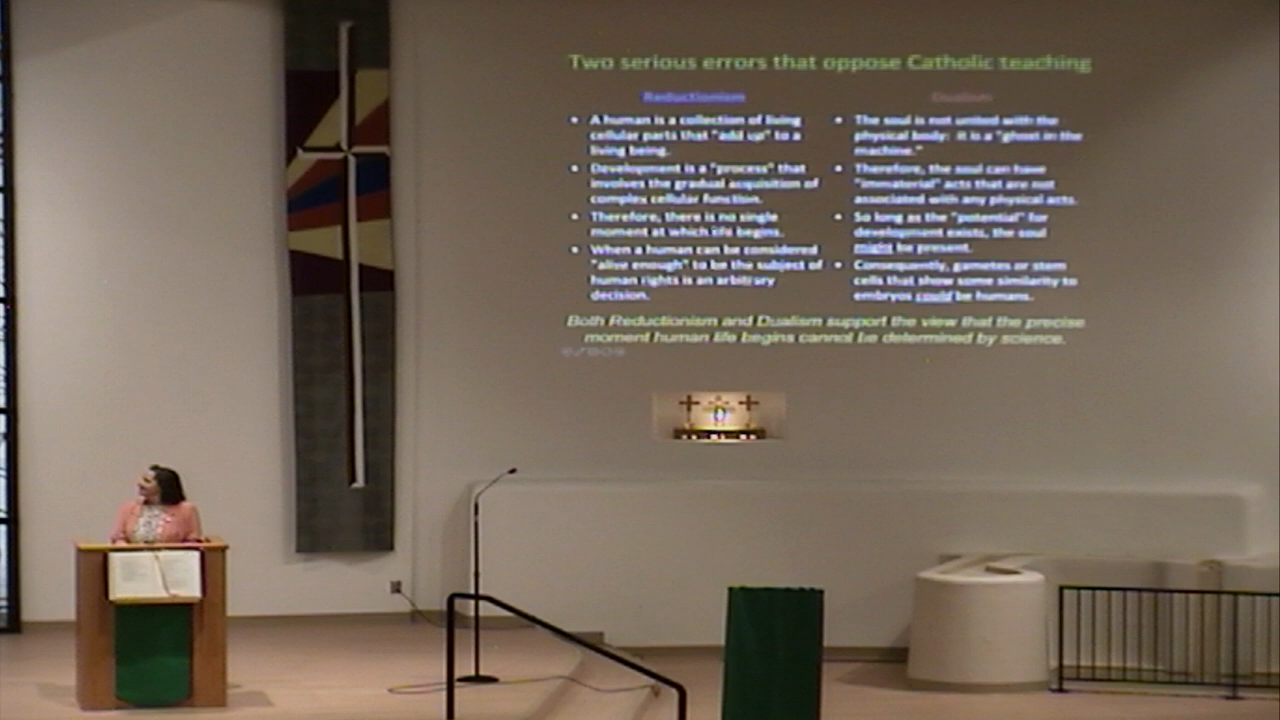 Two serious errors that oppose Catholic teaching
Reductionism
• A human is a collection of living
cellular parts that "add up" to a
living being.
• Development is a "process" that
involves the gradual acquisition of
complex cellular function.
• Therefore, there is no single
moment at which life begins.
• When a human can be considered
"alive enough" to be the subject of
human rights is an arbitrary
decision.
Dualism
• The soul is not united with the
physical body: it is a "ghost in the
machine."
• Therefore, the soul can have
"immaterial" acts that are not
associated with any physical acts.
• So long as the "potential" for
development exists, the soul
might be present.
• Consequently, gametes or stem
cells that show some similarity to
embryos could be humans.
Both Reductionism and Dualism support the view that the precise
moment human life begins cannot be determined by science.